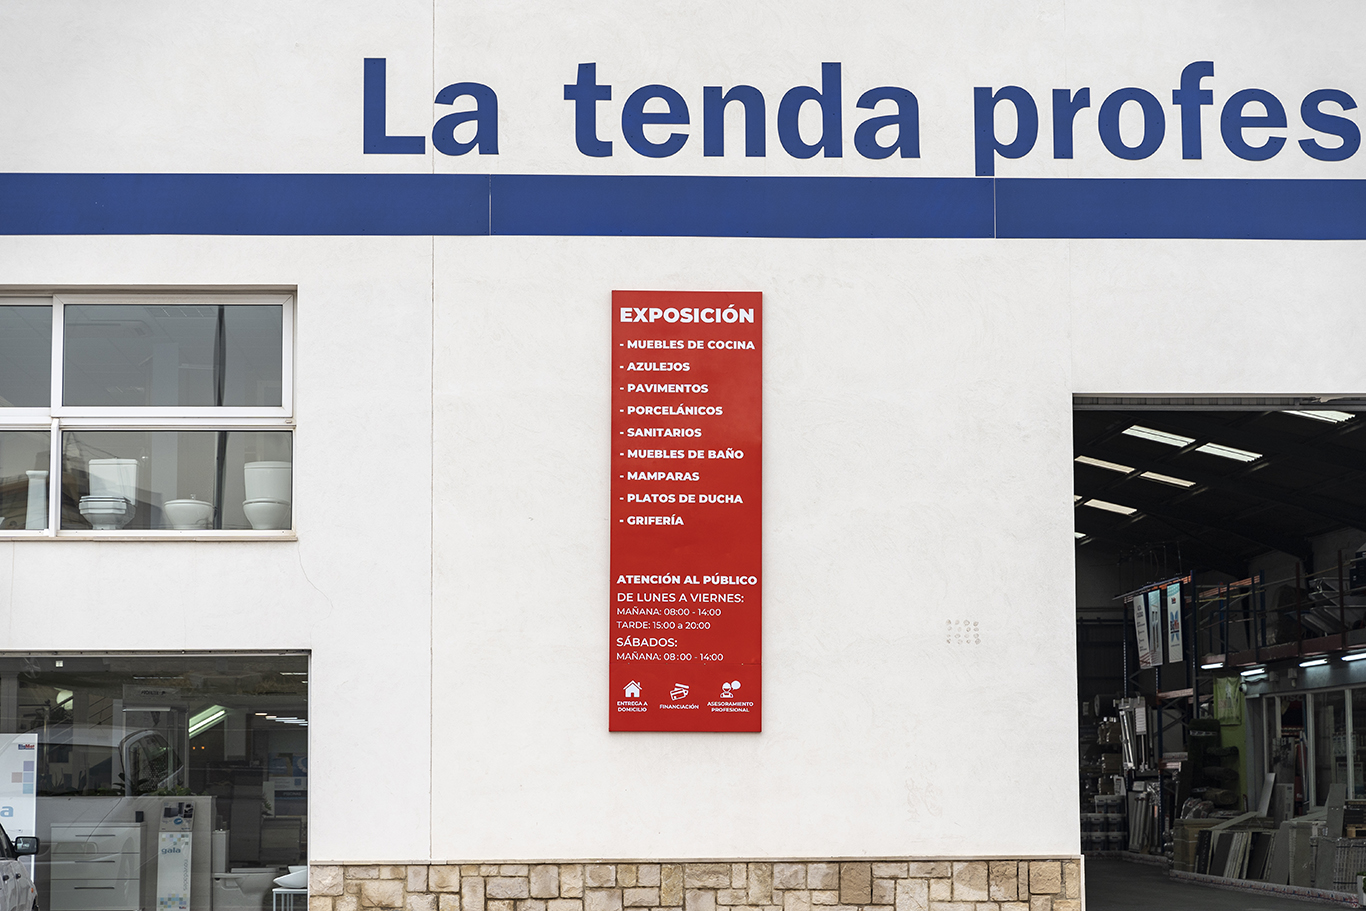 La tenda profes
EXPOSICIÓN
- MUEBLES DE COCINA
- AZULEJOS
- PAVIMENTOS
- PORCELÁNICOS
- SANITARIOS
- MUEBLES DE BAÑO
- MAMPARAS
- PLATOS DE DUCHA
- GRIFERÍA
ATENCIÓN AL PÚBLICO
DE LUNES A VIERNES:
MAÑANA: 08:00 - 14:00
TARDE: 15:00 a 20:00
SÁBADOS:
MAÑANA: 08:00 - 14:00
ENTREGA A
DOMICILIO
FINANCIACIÓN
ASESORAMIENTO
PROFESIONAL
gala